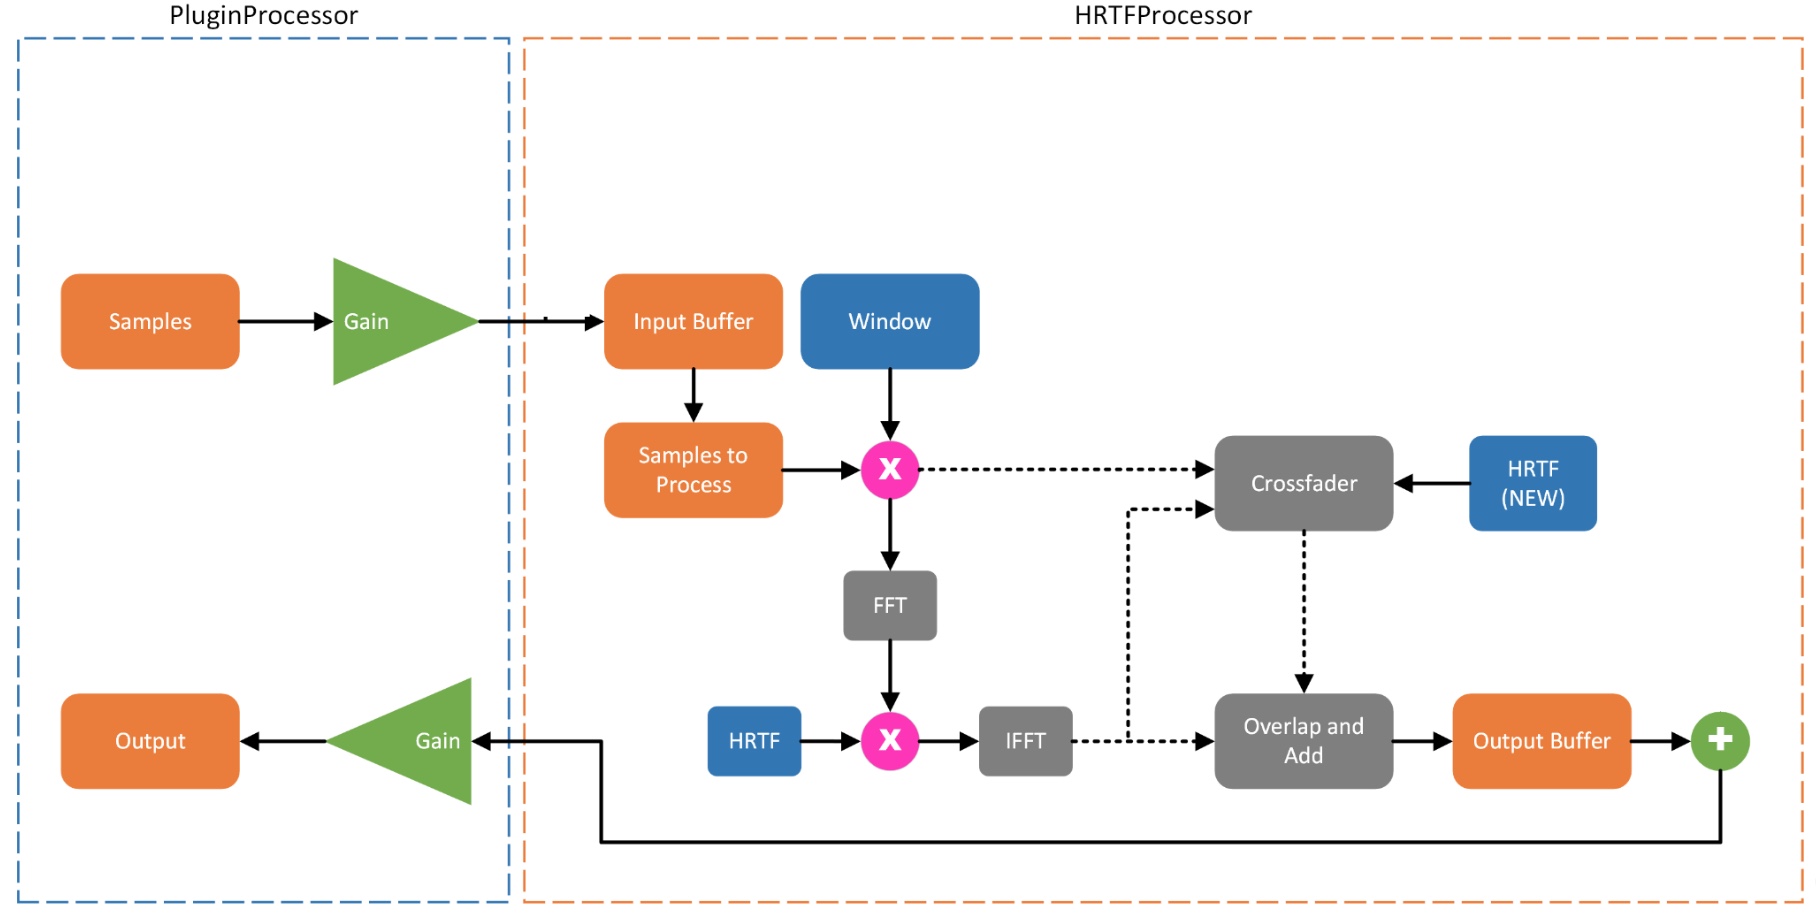 PluginProcessor
HRTFProcessor
Samples
Gain
Input Buffer
Window
Samples to
Process
X
Crossfader
HRTF
(NEW)
FFT
Output
Gain
HRTF
X
IFFT
Overlap and
Add
Output Buffer
+